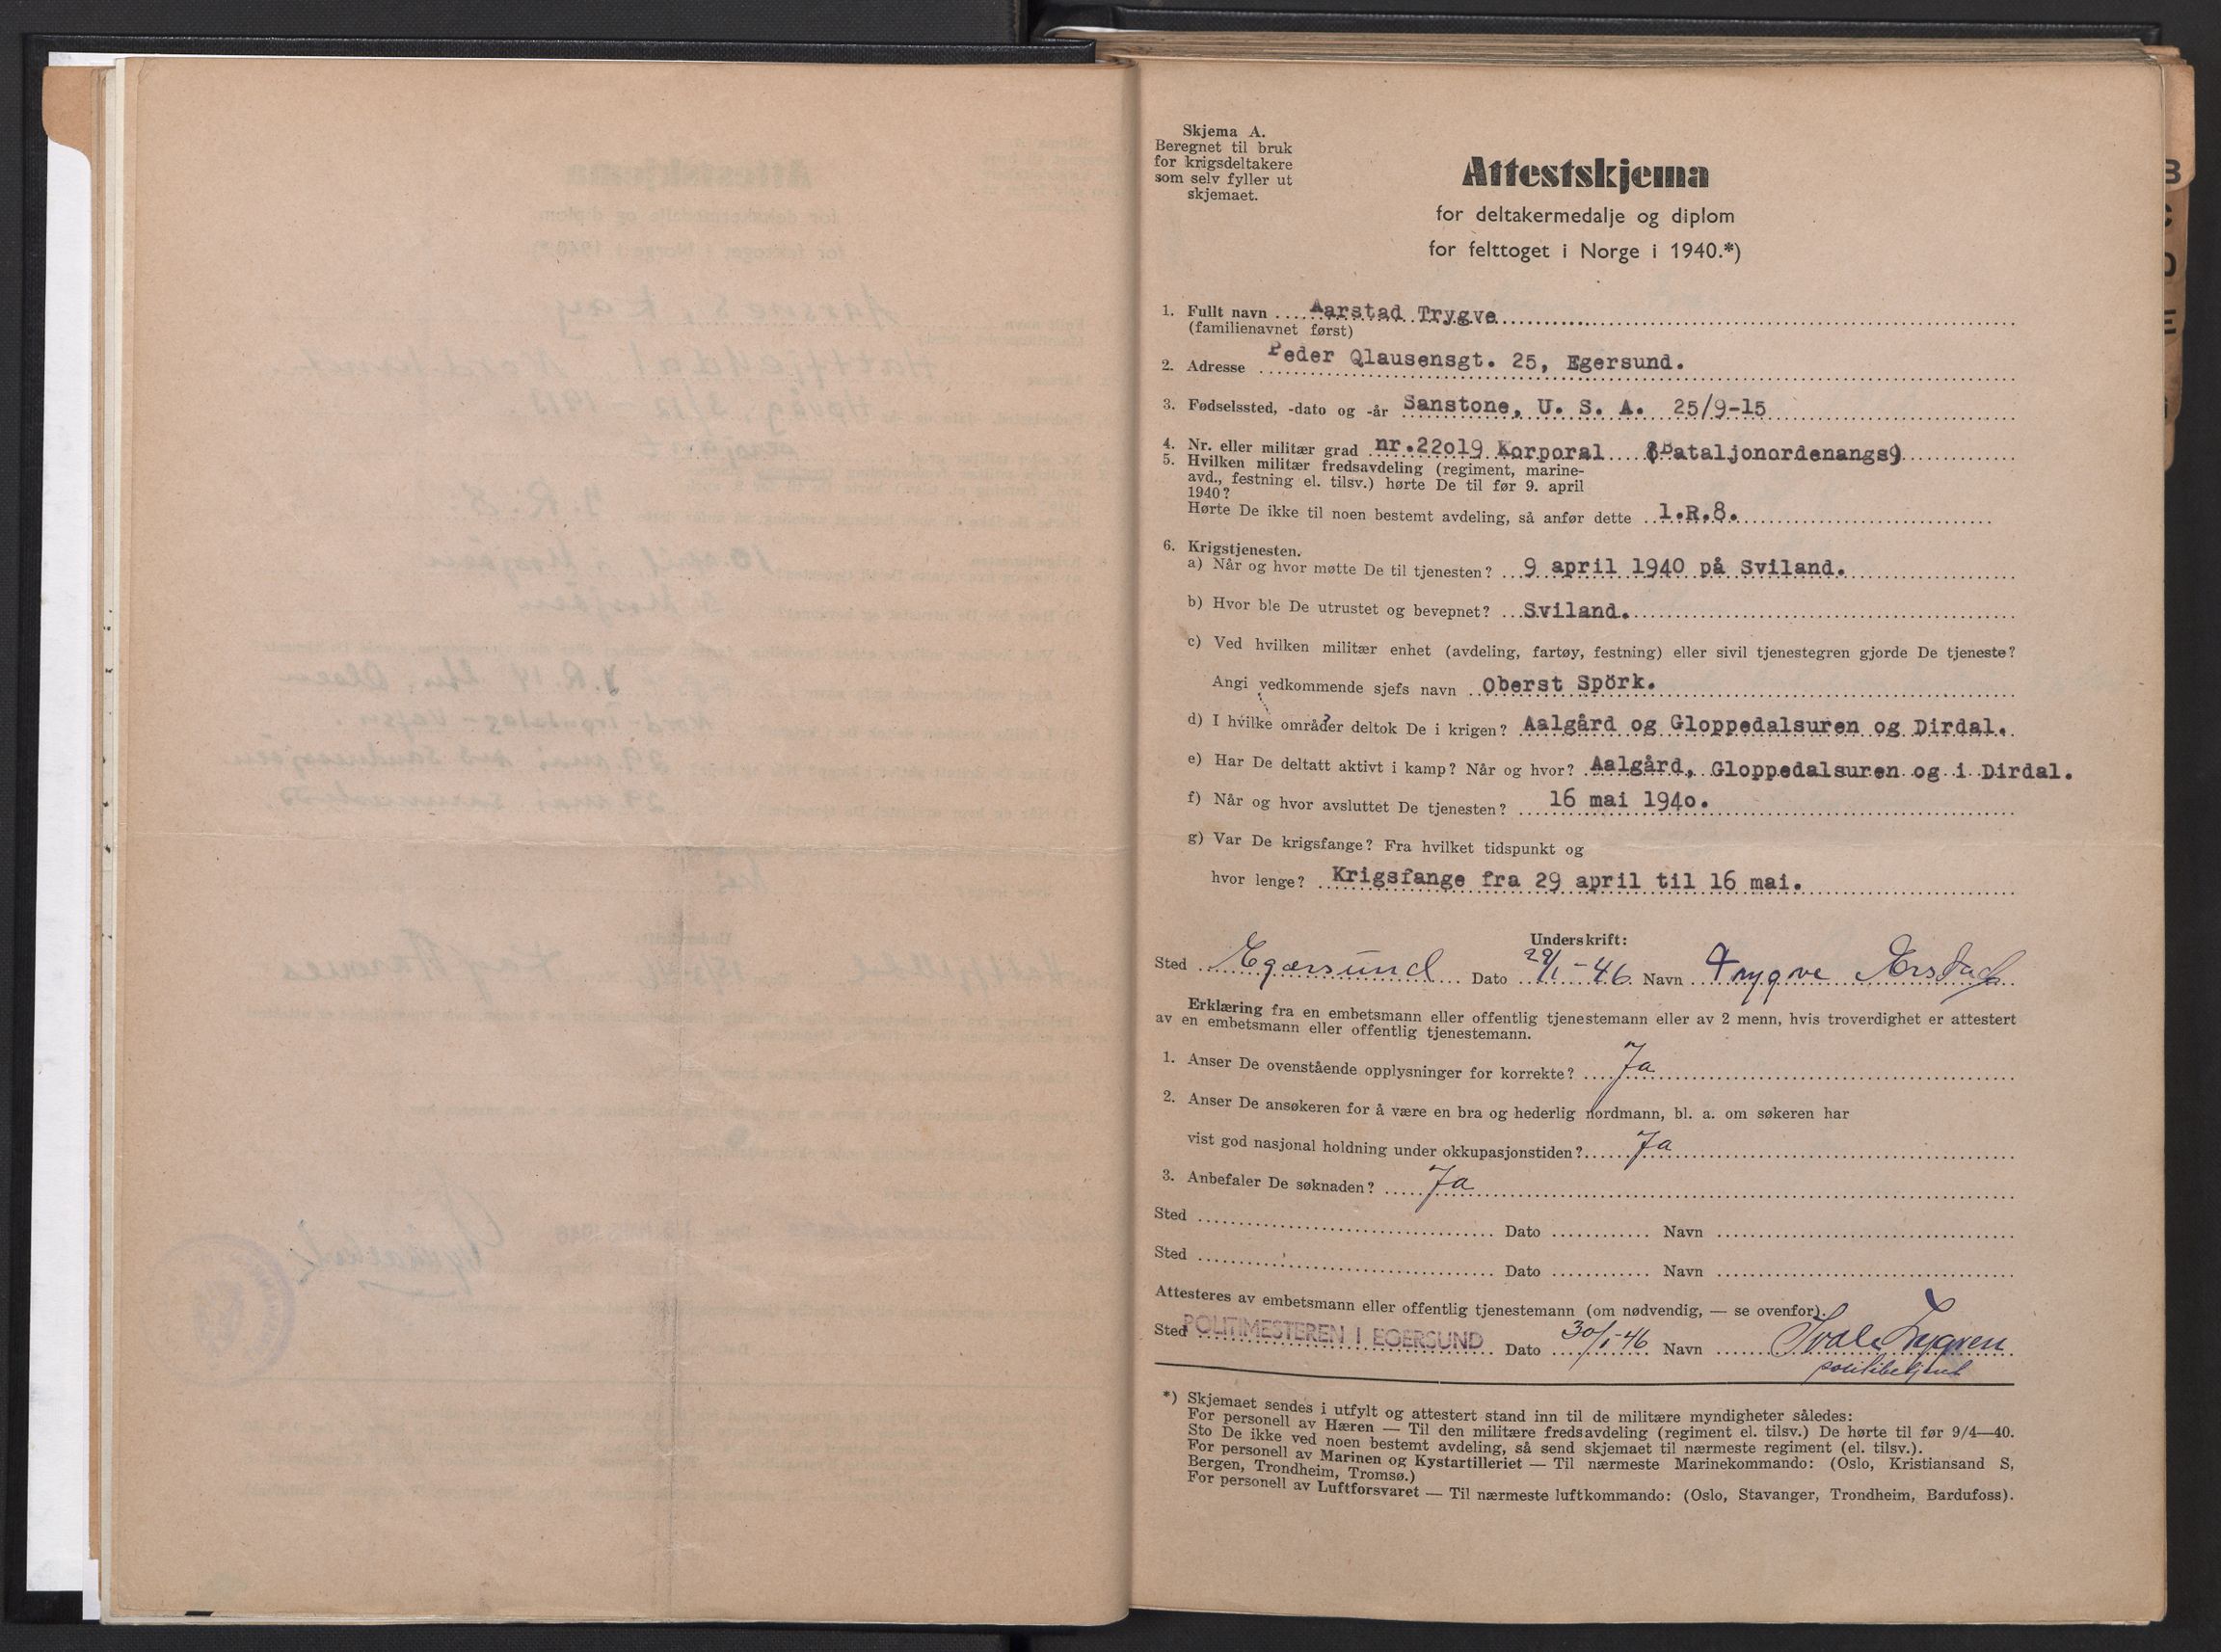 Skjema A.
Beregnet til bruk
for krigsdeltakere
som selv fyller ut
skjemaet.
Attestskjema
for deltakermedalje og diplom
for felttoget i Norge i 1940.*)
1. Fullt navn Aarstad Trygve
(familienavnet først)
2. Adresse Peder Qlausensgt. 25, Egersund.
3. Fødselssted, -dato og -år Sanstone, U. S. A. 25/9-15
4. Nr. eller militær grad nr.22o19 Korporal (Bataljonordenangs)
5. Hvilken militær fredsavdeling (regiment, marine-
avd., festning el. tilsv.) hørte De til før 9. april
1940?
Hørte De ikke til noen bestemt avdeling, så anfør dette 1.R.8.
6. Krigstjenesten.
a) Når og hvor møtte De til tjenesten? 9 april 1940 på Sviland.
b) Hvor ble De utrustet og bevepnet? Sviland.
c) Ved hvilken militær enhet (avdeling, fartøy, festning) eller sivil tjenestegren gjorde De tjeneste?
Angi vedkommende sjefs navn Oberst Spörk.
d) I hvilke områder deltok De i krigen? Aalgård og Gloppedalsuren og Dirdal.
e) Har De deltatt aktivt i kamp? Når og hvor? Aalgård, Gloppedalsuren og i Dirdal.
f) Når og hvor avsluttet De tjenesten? 16 mai 194o.
g) Var De krigsfange? Fra hvilket tidspunkt og
hvor lenge? Krigsfange fra 29 april til 16 mai.
Underskrift:
Sted Egersund Dato 29/1-46 Navn Trygve Årstad
Erklæring fra en embetsmann eller offentlig tjenestemann eller av 2 menn, hvis troverdighet er attestert
av en embetsmann eller offentlig tjenestemann.
1. Anser De ovenstående opplysninger for korrekte? Ja
2. Anser De ansøkeren for å være en bra og hederlig nordmann, bl. a. om søkeren har
vist god nasjonal holdning under okkupasjonstiden? Ja
3. Anbefaler De søknaden? Ja
Sted Dato Navn
Sted Dato Navn
Attesteres av embetsmann eller offentlig tjenestemann (om nødvendig, — se ovenfor).
Sted POLITIMESTEREN I EGERSUND Dato 30/1-46 Navn
politibetjent
*) Skjemaet sendes i utfylt og attestert stand inn til de militære myndigheter således:
For personell av Hæren — Til den militære fredsavdeling (regiment el. tilsv.) De hørte til før 9/4—40.
Sto De ikke ved noen bestemt avdeling, så send skjemaet til nærmeste regiment (el. tilsv.).
For personell av Marinen og Kystartilleriet — Til nærmeste Marinekommando: (Oslo, Kristiansand S,
Bergen, Trondheim, Tromsø.)
For personell av Luftforsvaret — Til nærmeste luftkommando: (Oslo, Stavanger, Trondheim, Bardufoss).
B
C
D
E